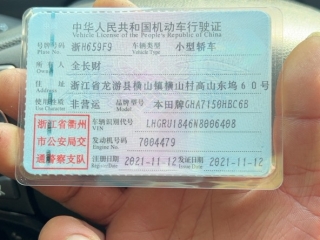 中华人民共和国机动车行驶证
Vehicle License of the People's Republic of China
号牌号码 浙H659F9 车辆类型 小型轿车
Plate No. Vehicle Type
所有人 全长财
Owner
住址 浙江省龙游县横山镇横山村高山东坞60号
Address
使用性质 非营运 品牌型号 本田牌GHA7150HBC6B
Use Character Model
浙江省衢州 车辆识别代号 LHGRU1846N8006408
VIN
市公安局交 发动机号码 7004479
Engine No.
通警察支队 注册日期 2021-11-12 发证日期 2021-11-12
Register Date Issue Date